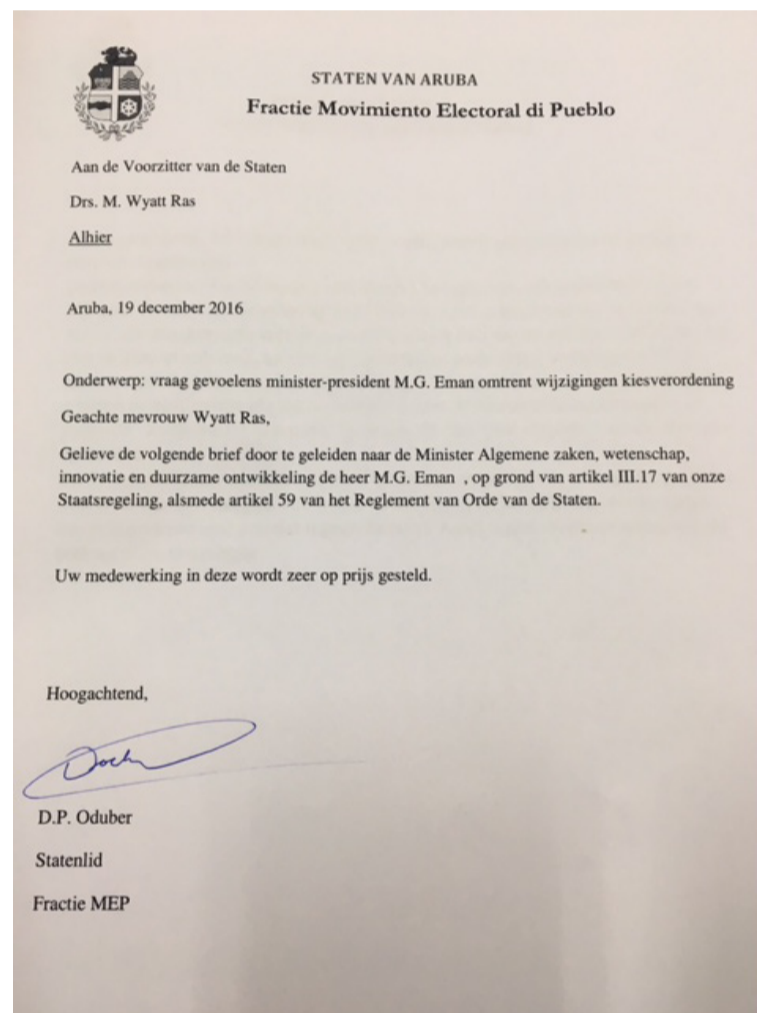 STATEN VAN ARUBA
Fractie Movimiento Electoral di Pueblo
Aan de Voorzitter van de Staten
Drs. M. Wyatt Ras
Alhier
Aruba, 19 december 2016
Onderwerp: vraag gevoelens minister-president M.G. Eman omtrent wijzigingen kiesverordening
Geachte mevrouw Wyatt Ras,
Gelieve de volgende brief door te geleiden naar de Minister Algemene zaken, wetenschap,
innovatie en duurzame ontwikkeling de heer M.G. Eman , op grond van artikel III.17 van onze
Staatsregeling, alsmede artikel 59 van het Reglement van Orde van de Staten.
Uw medewerking in deze wordt zeer op prijs gesteld.
Hoogachtend,
D.P. Oduber
Statenlid
Fractie MEP